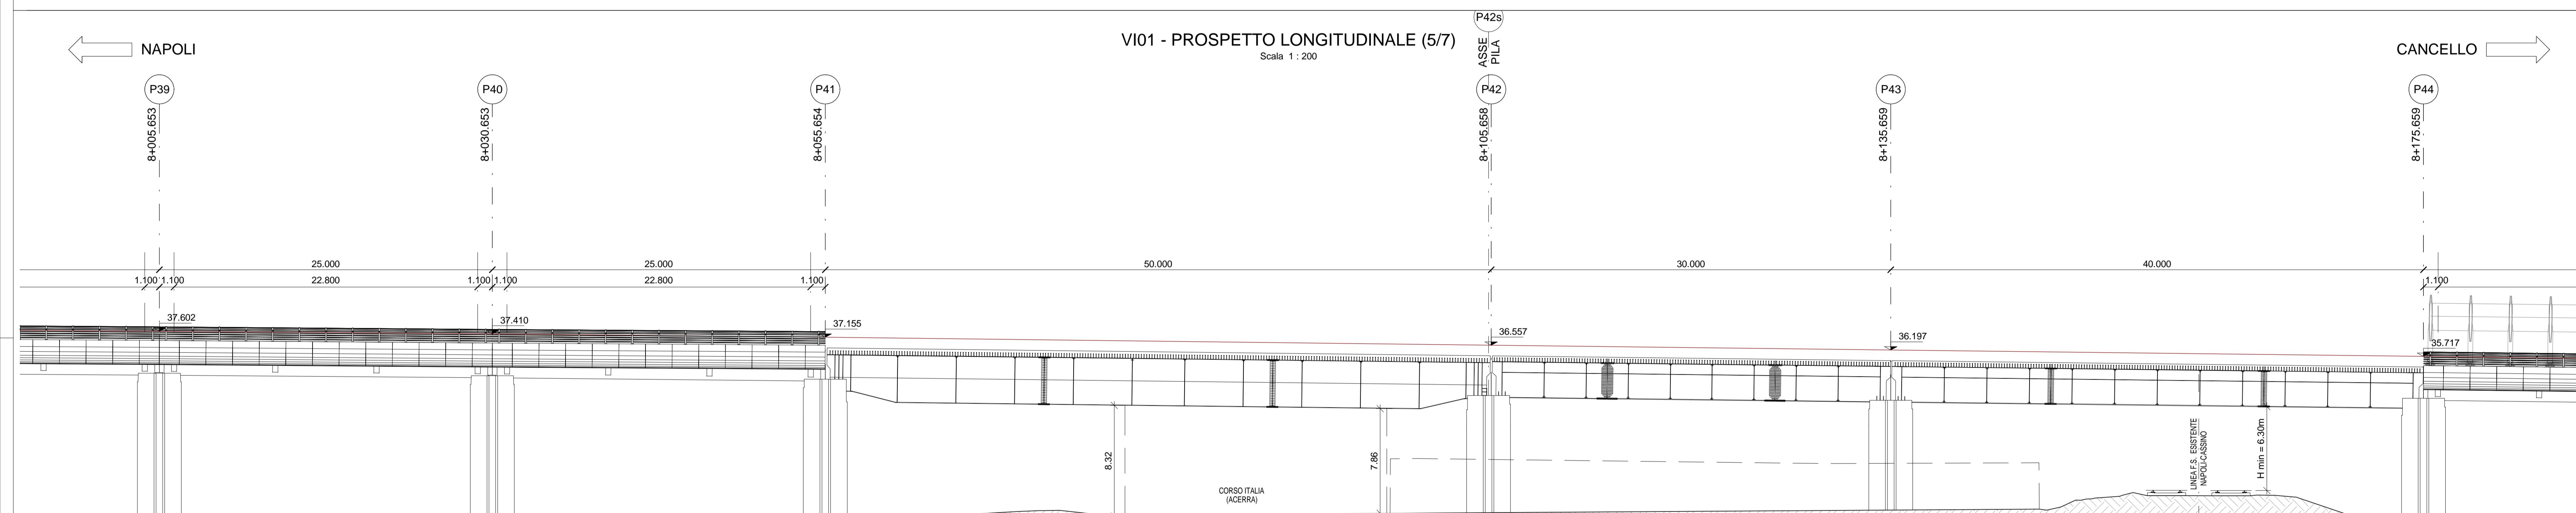 P42s
NAPOLI
VI01 - PROSPETTO LONGITUDINALE (5/7)
Scala 1 : 200
ASSE
PILA
CANCELLO
P39
P40
P41
P42
P43
P44
8+005.653
8+030.653
8+055.654
8+105.658
8+135.659
8+175.659
25.000
25.000
50.000
30.000
40.000
1.100
1.100
22.800
1.100
1.100
22.800
1.100
1.100
37.602
37.410
37.155
36.557
36.197
35.717
8.32
7.86
CORSO ITALIA
(ACERRA)
LINEA F.S. ESISTENTE
NAPOLI-CASSINO
H min = 6.30m